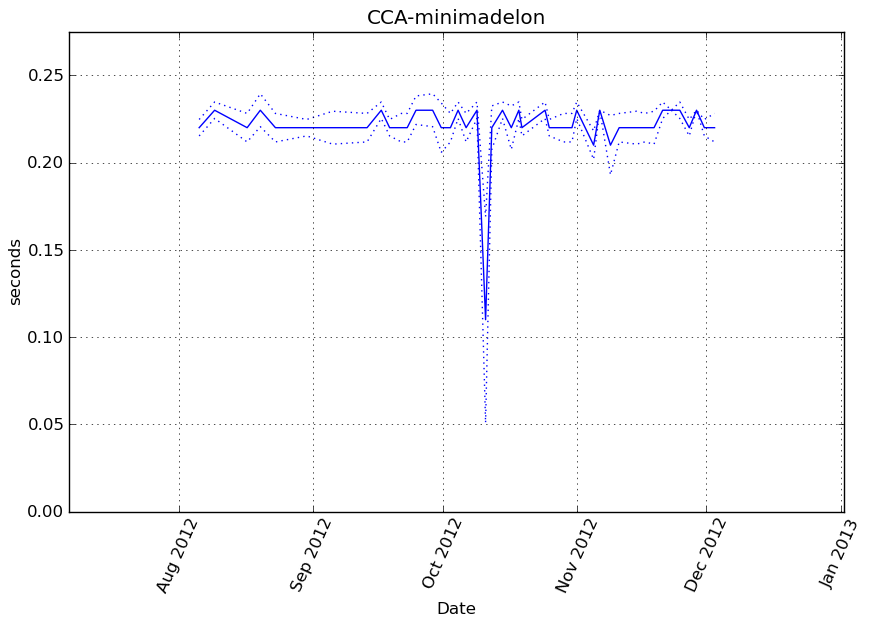 CCA-minimadelon
0.25
0.20
0.15
0.10
0.05
0.00
seconds
Aug 2012
Sep 2012
Oct 2012
Nov 2012
Dec 2012
Jan 2013
Date